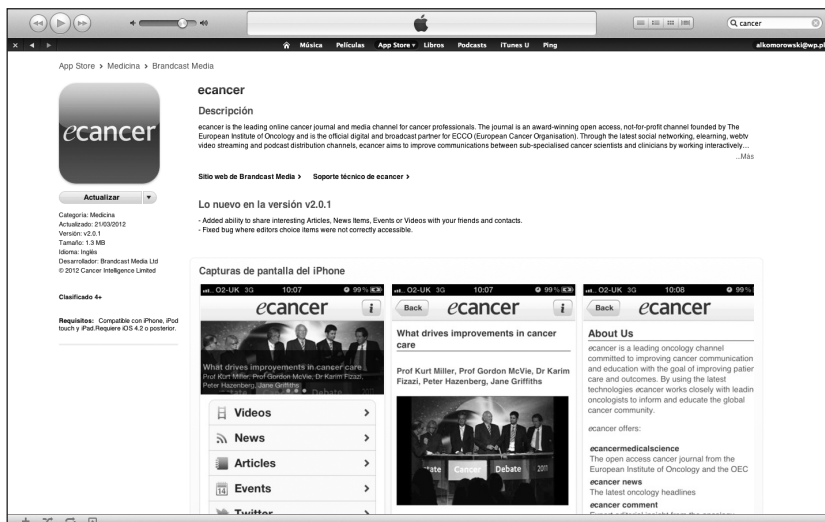 cancer
Música Películas App Store Libros Podcasts iTunes U Ping
alkomorowski@wp.pl
App Store > Medicina > Brandcast Media
ecancer
ecancer
Descripción
ecancer is the leading online cancer journal and media channel for cancer professionals. The journal is an award-winning open access, not-for-profit channel founded by The
European Institute of Oncology and is the official digital and broadcast partner for ECCO (European Cancer Organisation). Through the latest social networking, elearning, webtv
video streaming and podcast distribution channels, ecancer aims to improve communications between sub-specialised cancer scientists and clinicians by working interactively...
...Más
Sitio web de Brandcast Media > Soporte técnico de ecancer >
Actualizar
Lo nuevo en la versión v2.0.1
- Added ability to share interesting Articles, News Items, Events or Videos with your friends and contacts.
- Fixed bug where editors choice items were not correctly accessible.
Categoría: Medicina
Actualizado: 21/03/2012
Versión: v2.0.1
Tamaño: 1.3 MB
Idioma: Inglés
Desarrollador: Brandcast Media Ltd
© 2012 Cancer Intelligence Limited
Clasificado 4+
Requisitos: Compatible con iPhone, iPod
touch y iPad.Requiere iOS 4.2 o posterior.
Capturas de pantalla del iPhone
O2-UK 3G 10:07 99%
ecancer
i
What drives improvements in cancer care
Prof Kurt Miller, Prof Gordon McVie, Dr Karim Fizazi,
Peter Hazenberg, Jane Griffiths
Debate 2011
Videos
News
Articles
14 Events
Twitter
O2-UK 3G 10:07 99%
Back ecancer i
What drives improvements in cancer
care
Prof Kurt Miller, Prof Gordon McVie, Dr Karim
Fizazi, Peter Hazenberg, Jane Griffiths
tate Cancer Debate 2011
O2-UK 3G 10:08 99%
Back ecancer
About Us
ecancer is a leading oncology channel
committed to improving cancer communication
and education with the goal of improving patier
care and outcomes. By using the latest
technologies ecancer works closely with leadin
oncologists to inform and educate the global
cancer community.
ecancer offers:
ecancermedicalscience
The open access cancer journal from the
European Institute of Oncology and the OEC
ecancer news
The latest oncology headlines
ecancer comment